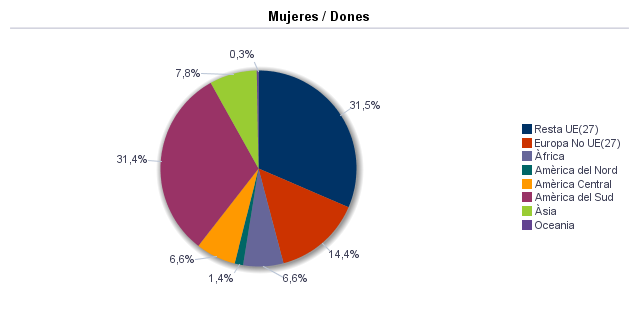 Mujeres / Dones
0,3%
7,8%
31,5%
31,4%
6,6%
1,4%
6,6%
14,4%
Resta UE(27)
Europa No UE(27)
Àfrica
Amèrica del Nord
Amèrica Central
Amèrica del Sud
Àsia
Oceania